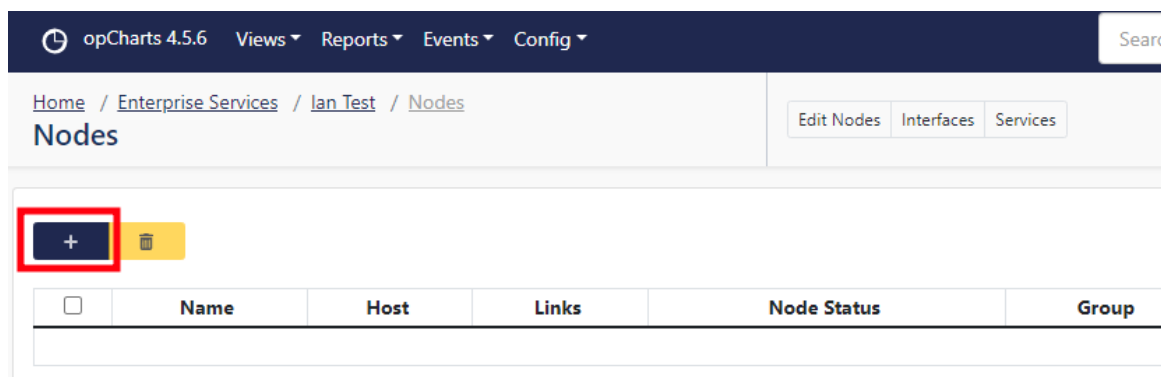 opCharts 4.5.6 Views Reports Events Config
Home / Enterprise Services / Ian Test / Nodes
Nodes
Edit Nodes Interfaces Services
+
Name Host Links Node Status Group